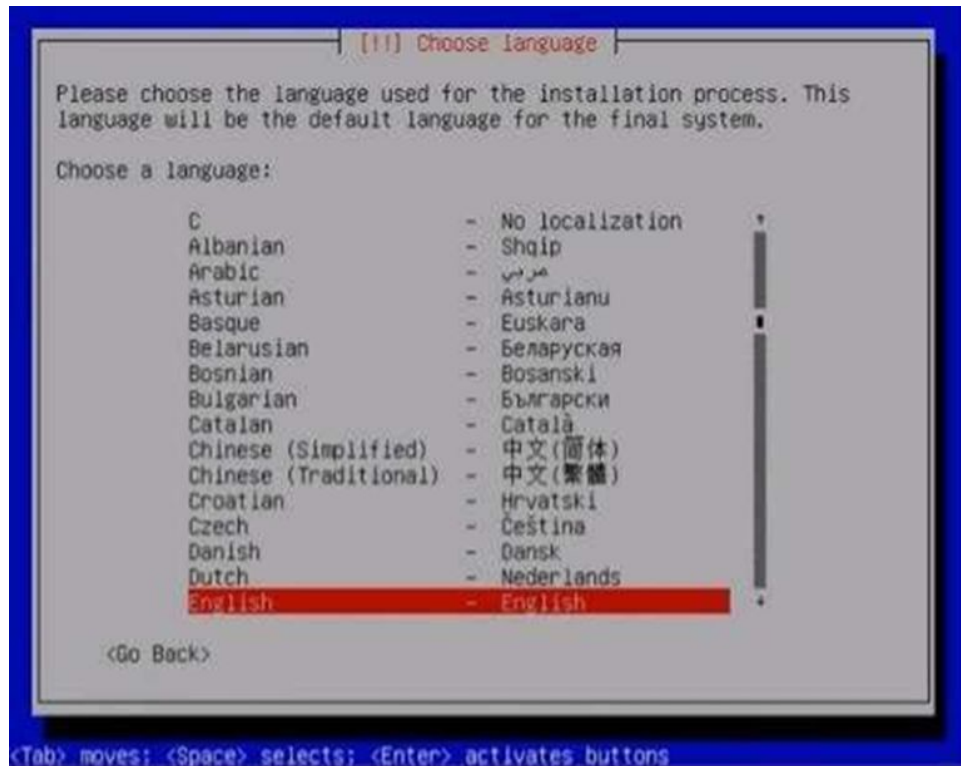 [!!] Choose language
Please choose the language used for the installation process. This
language will be the default language for the final system.
Choose a language:
C - No localization
Albanian - Shqip
Arabic - عربي
Asturian - Asturianu
Basque - Euskara
Belarusian - Беларуская
Bosnian - Bosanski
Bulgarian - Български
Catalan - Català
Chinese (Simplified) - 中文(简体)
Chinese (Traditional) - 中文(繁體)
Croatian - Hrvatski
Czech - Čeština
Danish - Dansk
Dutch - Nederlands
English - English
<Go Back>
<Tab> moves; <Space> selects; <Enter> activates buttons